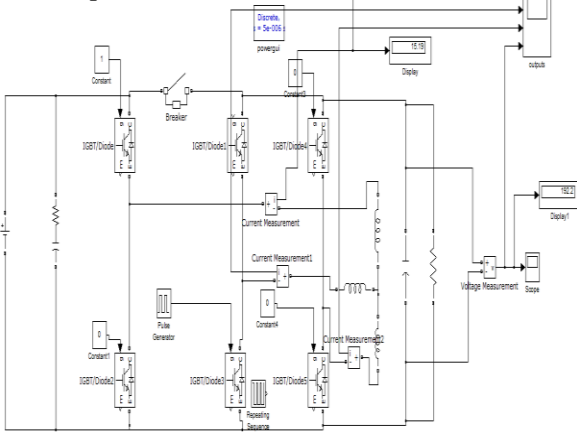 Discrete,
s = 5e-006 s
powergui
outputs
15.19
Display
1
Constant
0
Constant3
Breaker
IGBT/Diode
IGBT/Diode1
IGBT/Diode4
192.2
Display1
Current Measurement
Current Measurement1
Voltage Measurement
Scope
Pulse
Generator
0
Constant4
Current Measurement2
0
Constant1
IGBT/Diode2
IGBT/Diode3
IGBT/Diode5
Repeating
Sequence